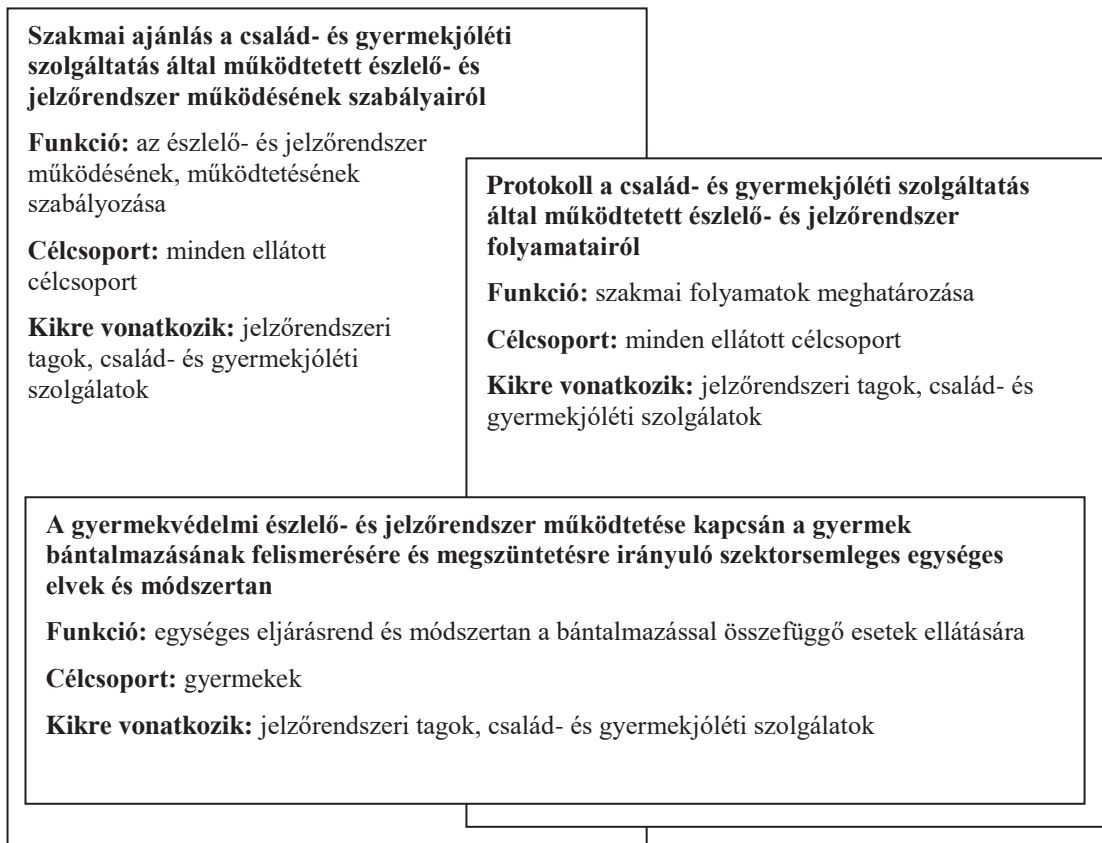 Szakmai ajánlás a család- és gyermekjóléti
szolgáltatás által működtetett észlelő- és
jelzőrendszer működésének szabályairól
Funkció: az észlelő- és jelzőrendszer
működésének, működtetésének
szabályozása
Célcsoport: minden ellátott
célcsoport
Kikre vonatkozik: jelzőrendszeri
tagok, család- és gyermekjóléti
szolgálatok
Protokoll a család- és gyermekjóléti szolgáltatás
által működtetett észlelő- és jelzőrendszer
folyamatairól
Funkció: szakmai folyamatok meghatározása
Célcsoport: minden ellátott célcsoport
Kikre vonatkozik: jelzőrendszeri tagok, család- és
gyermekjóléti szolgálatok
A gyermekvédelmi észlelő- és jelzőrendszer működtetése kapcsán a gyermek
bántalmazásának felismerésére és megszüntetésre irányuló szektorsemleges egységes
elvek és módszertan
Funkció: egységes eljárásrend és módszertan a bántalmazással összefüggő esetek ellátására
Célcsoport: gyermekek
Kikre vonatkozik: jelzőrendszeri tagok, család- és gyermekjóléti szolgálatok